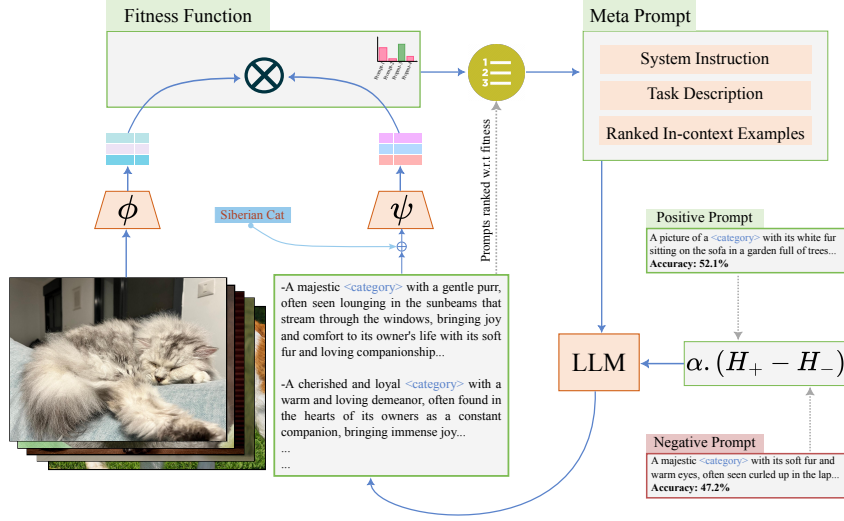 Fitness Function
Meta Prompt
1
2
3
System Instruction
Task Description
Ranked In-context Examples
Prompts ranked w.r.t fitness
ϕ
ψ
Siberian Cat
Positive Prompt
A picture of a <category> with its white fur
sitting on the sofa in a garden full of trees...
Accuracy: 52.1%
-A majestic <category> with a gentle purr,
often seen lounging in the sunbeams that
stream through the windows, bringing joy
and comfort to its owner's life with its soft
fur and loving companionship...
-A cherished and loyal <category> with a
warm and loving demeanor, often found in
the hearts of its owners as a constant
companion, bringing immense joy...
...
...
LLM
α.(H₊ − H₋)
Negative Prompt
A majestic <category> with its soft fur and
warm eyes, often seen curled up in the lap...
Accuracy: 47.2%